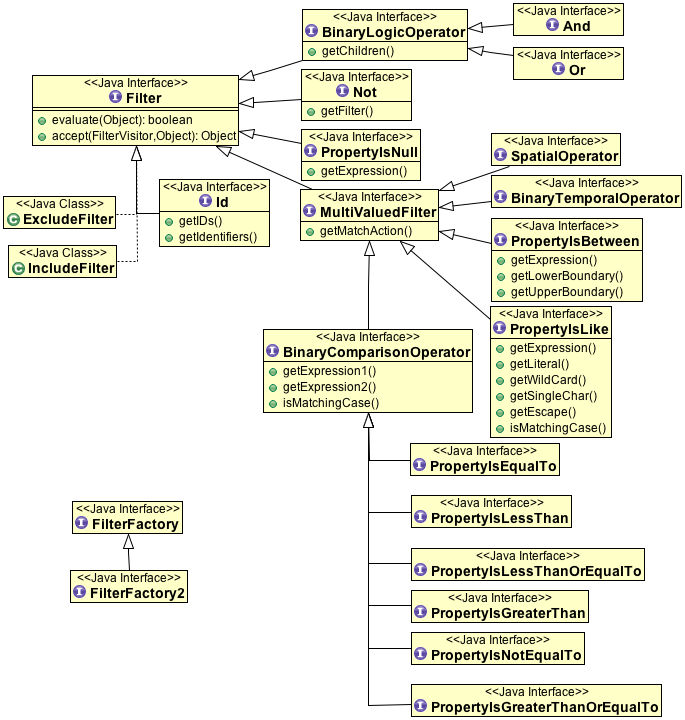 <<Java Interface>>
BinaryLogicOperator
getChildren()
<<Java Interface>>
And
<<Java Interface>>
Or
<<Java Interface>>
Filter
evaluate(Object): boolean
accept(FilterVisitor,Object): Object
<<Java Interface>>
Not
getFilter()
<<Java Interface>>
PropertyIsNull
getExpression()
<<Java Interface>>
SpatialOperator
<<Java Interface>>
BinaryTemporalOperator
<<Java Interface>>
Id
getIDs()
getIdentifiers()
<<Java Interface>>
MultiValuedFilter
getMatchAction()
<<Java Class>>
ExcludeFilter
<<Java Class>>
IncludeFilter
<<Java Interface>>
PropertyIsBetween
getExpression()
getLowerBoundary()
getUpperBoundary()
<<Java Interface>>
PropertyIsLike
getExpression()
getLiteral()
getWildCard()
getSingleChar()
getEscape()
isMatchingCase()
<<Java Interface>>
BinaryComparisonOperator
getExpression1()
getExpression2()
isMatchingCase()
<<Java Interface>>
PropertyIsEqualTo
<<Java Interface>>
PropertyIsLessThan
<<Java Interface>>
FilterFactory
<<Java Interface>>
PropertyIsLessThanOrEqualTo
<<Java Interface>>
FilterFactory2
<<Java Interface>>
PropertyIsGreaterThan
<<Java Interface>>
PropertyIsNotEqualTo
<<Java Interface>>
PropertyIsGreaterThanOrEqualTo